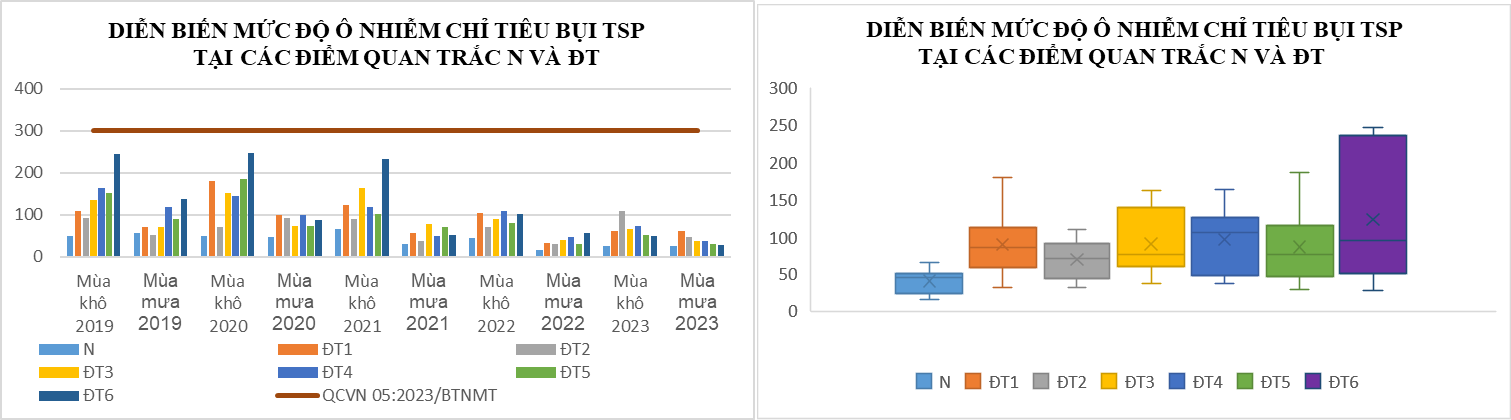 DIỄN BIẾN MỨC ĐỘ Ô NHIỄM CHỈ TIÊU BỤI TSP
TẠI CÁC ĐIỂM QUAN TRẮC N VÀ ĐT
400
300
200
100
0
Mùa khô 2019
Mùa mưa 2019
Mùa khô 2020
Mùa mưa 2020
Mùa khô 2021
Mùa mưa 2021
Mùa khô 2022
Mùa mưa 2022
Mùa khô 2023
Mùa mưa 2023
N ĐT1 ĐT2
ĐT3 ĐT4 ĐT5
ĐT6 QCVN 05:2023/BTNMT
DIỄN BIẾN MỨC ĐỘ Ô NHIỄM CHỈ TIÊU BỤI TSP
TẠI CÁC ĐIỂM QUAN TRẮC N VÀ ĐT
300
250
200
150
100
50
0
N ĐT1 ĐT2 ĐT3 ĐT4 ĐT5 ĐT6